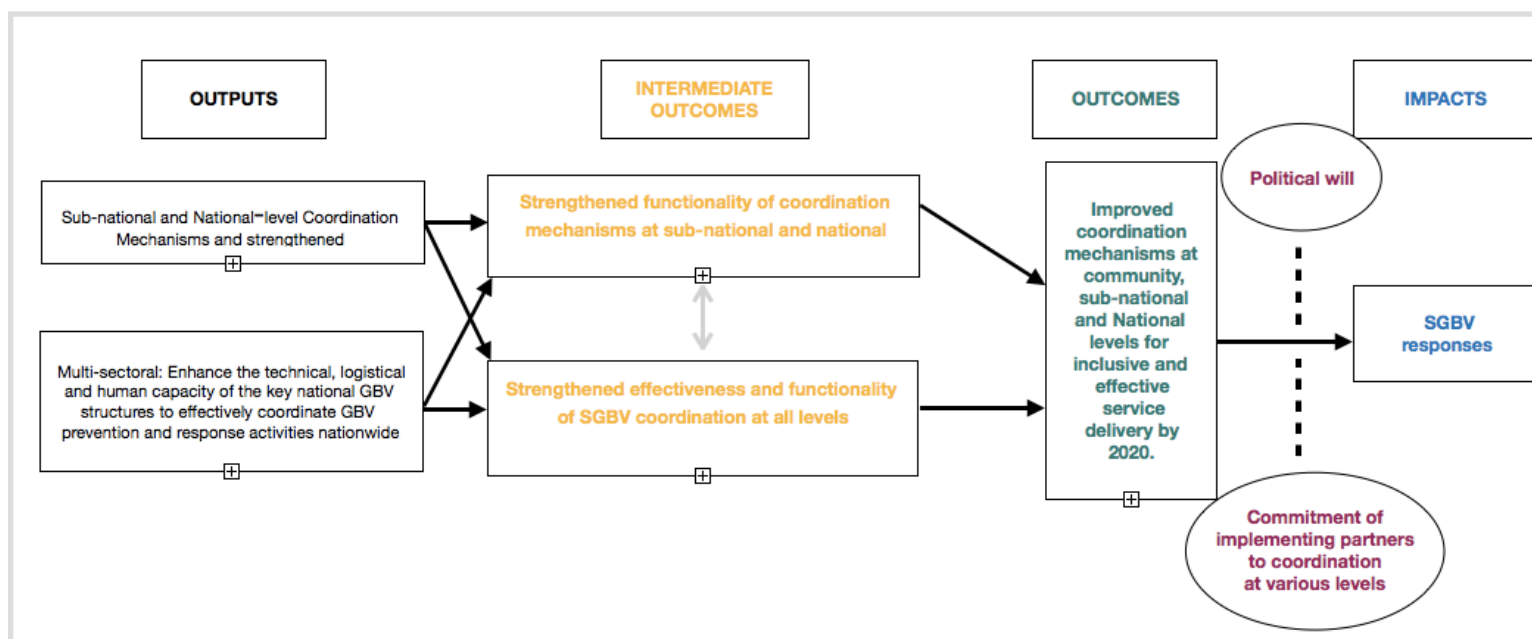 OUTPUTS
INTERMEDIATE
OUTCOMES
OUTCOMES
IMPACTS
Sub-national and National-level Coordination
Mechanisms and strengthened
Multi-sectoral: Enhance the technical, logistical
and human capacity of the key national GBV
structures to effectively coordinate GBV
prevention and response activities nationwide
Strengthened functionality of coordination
mechanisms at sub-national and national
Strengthened effectiveness and functionality
of SGBV coordination at all levels
Improved
coordination
mechanisms at
community,
sub-national
and National
levels for
inclusive and
effective
service
delivery by
2020.
Political will
Commitment of
implementing partners
to coordination
at various levels
SGBV
responses